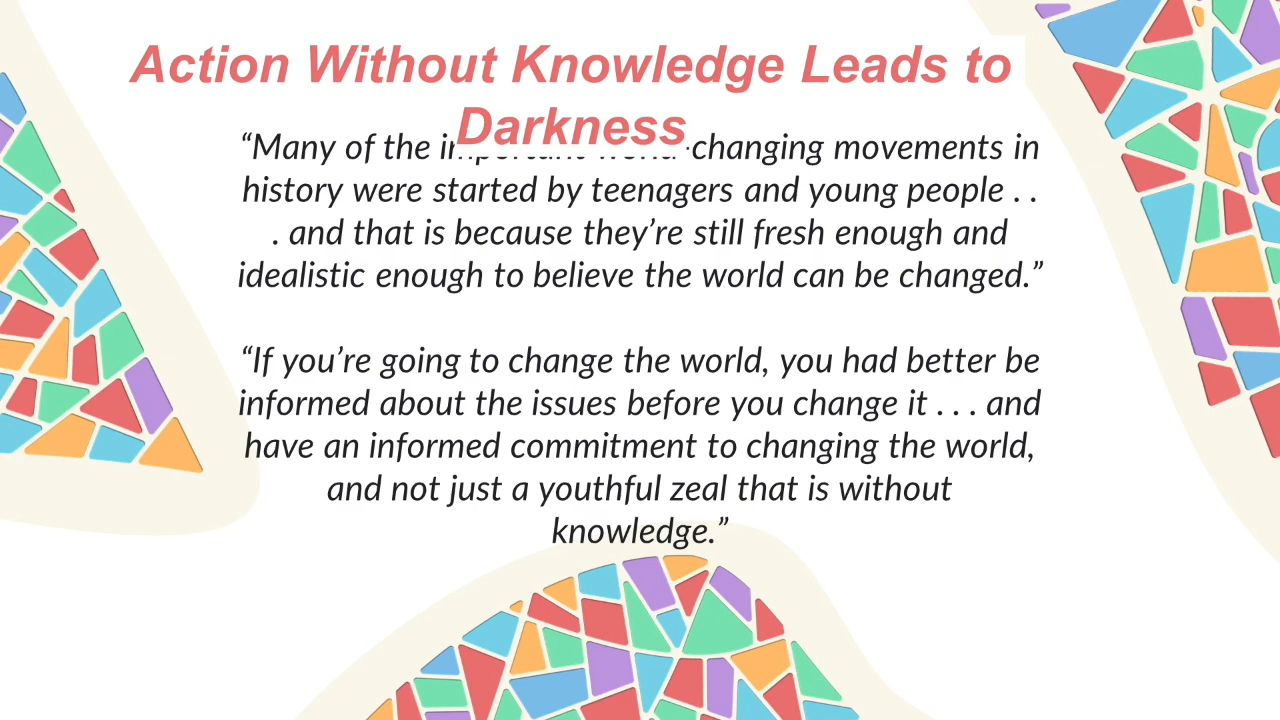 Action Without Knowledge Leads to
Darkness
“Many of the important world-changing movements in
history were started by teenagers and young people . .
. and that is because they’re still fresh enough and
idealistic enough to believe the world can be changed.”
“If you’re going to change the world, you had better be
informed about the issues before you change it . . . and
have an informed commitment to changing the world,
and not just a youthful zeal that is without
knowledge.”